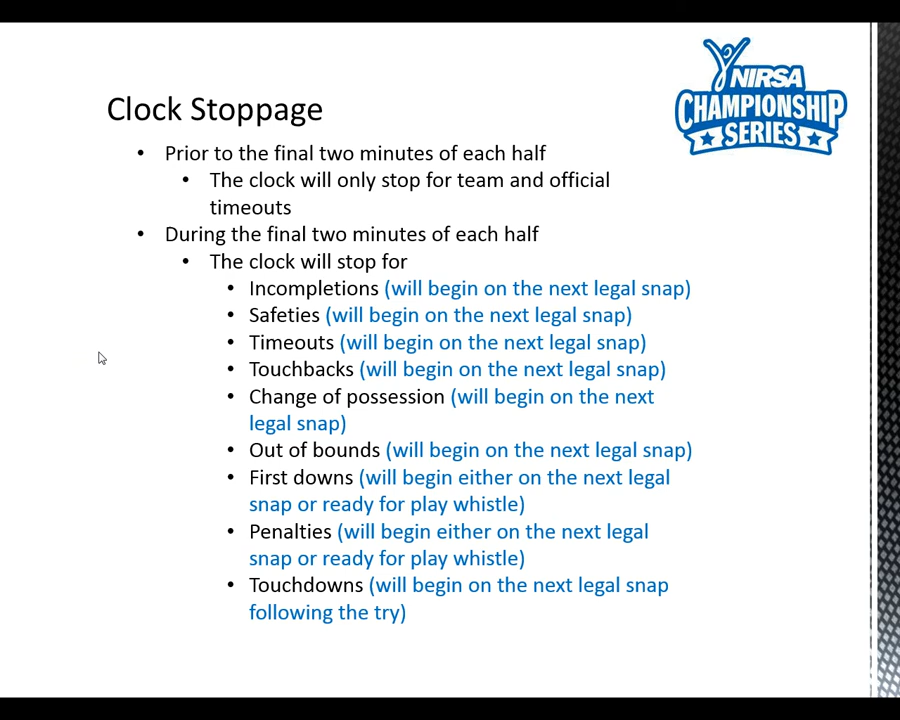 NIRSA
CHAMPIONSHIP
SERIES
Clock Stoppage
• Prior to the final two minutes of each half
• The clock will only stop for team and official
timeouts
• During the final two minutes of each half
• The clock will stop for
• Incompletions (will begin on the next legal snap)
• Safeties (will begin on the next legal snap)
• Timeouts (will begin on the next legal snap)
• Touchbacks (will begin on the next legal snap)
• Change of possession (will begin on the next
legal snap)
• Out of bounds (will begin on the next legal snap)
• First downs (will begin either on the next legal
snap or ready for play whistle)
• Penalties (will begin either on the next legal
snap or ready for play whistle)
• Touchdowns (will begin on the next legal snap
following the try)